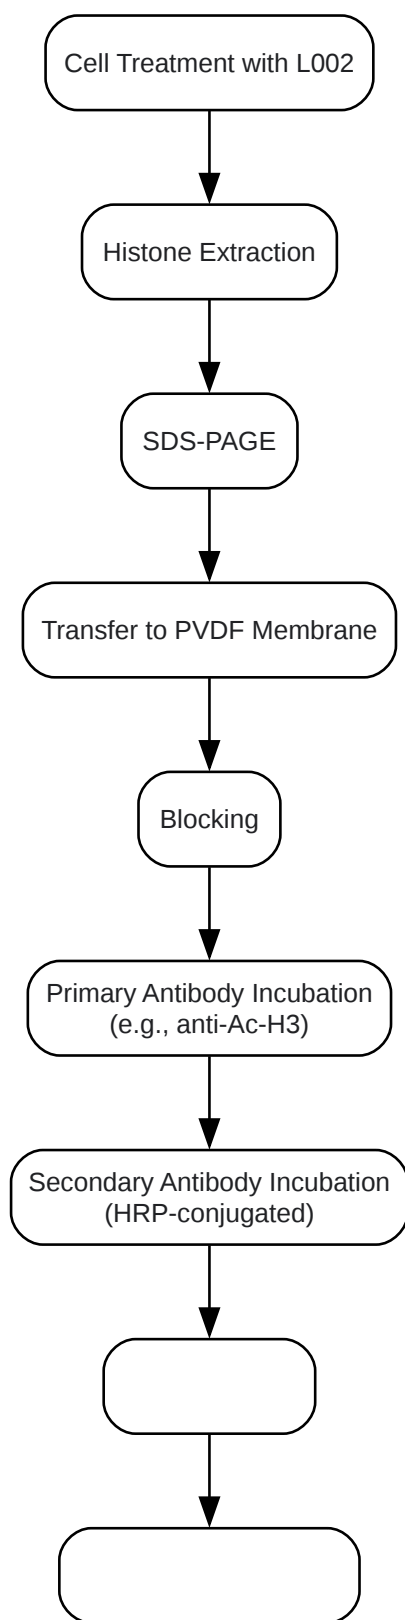 Cell Treatment with L002
Histone Extraction
SDS-PAGE
Transfer to PVDF Membrane
Blocking
Primary Antibody Incubation
(e.g., anti-Ac-H3)
Secondary Antibody Incubation
(HRP-conjugated)